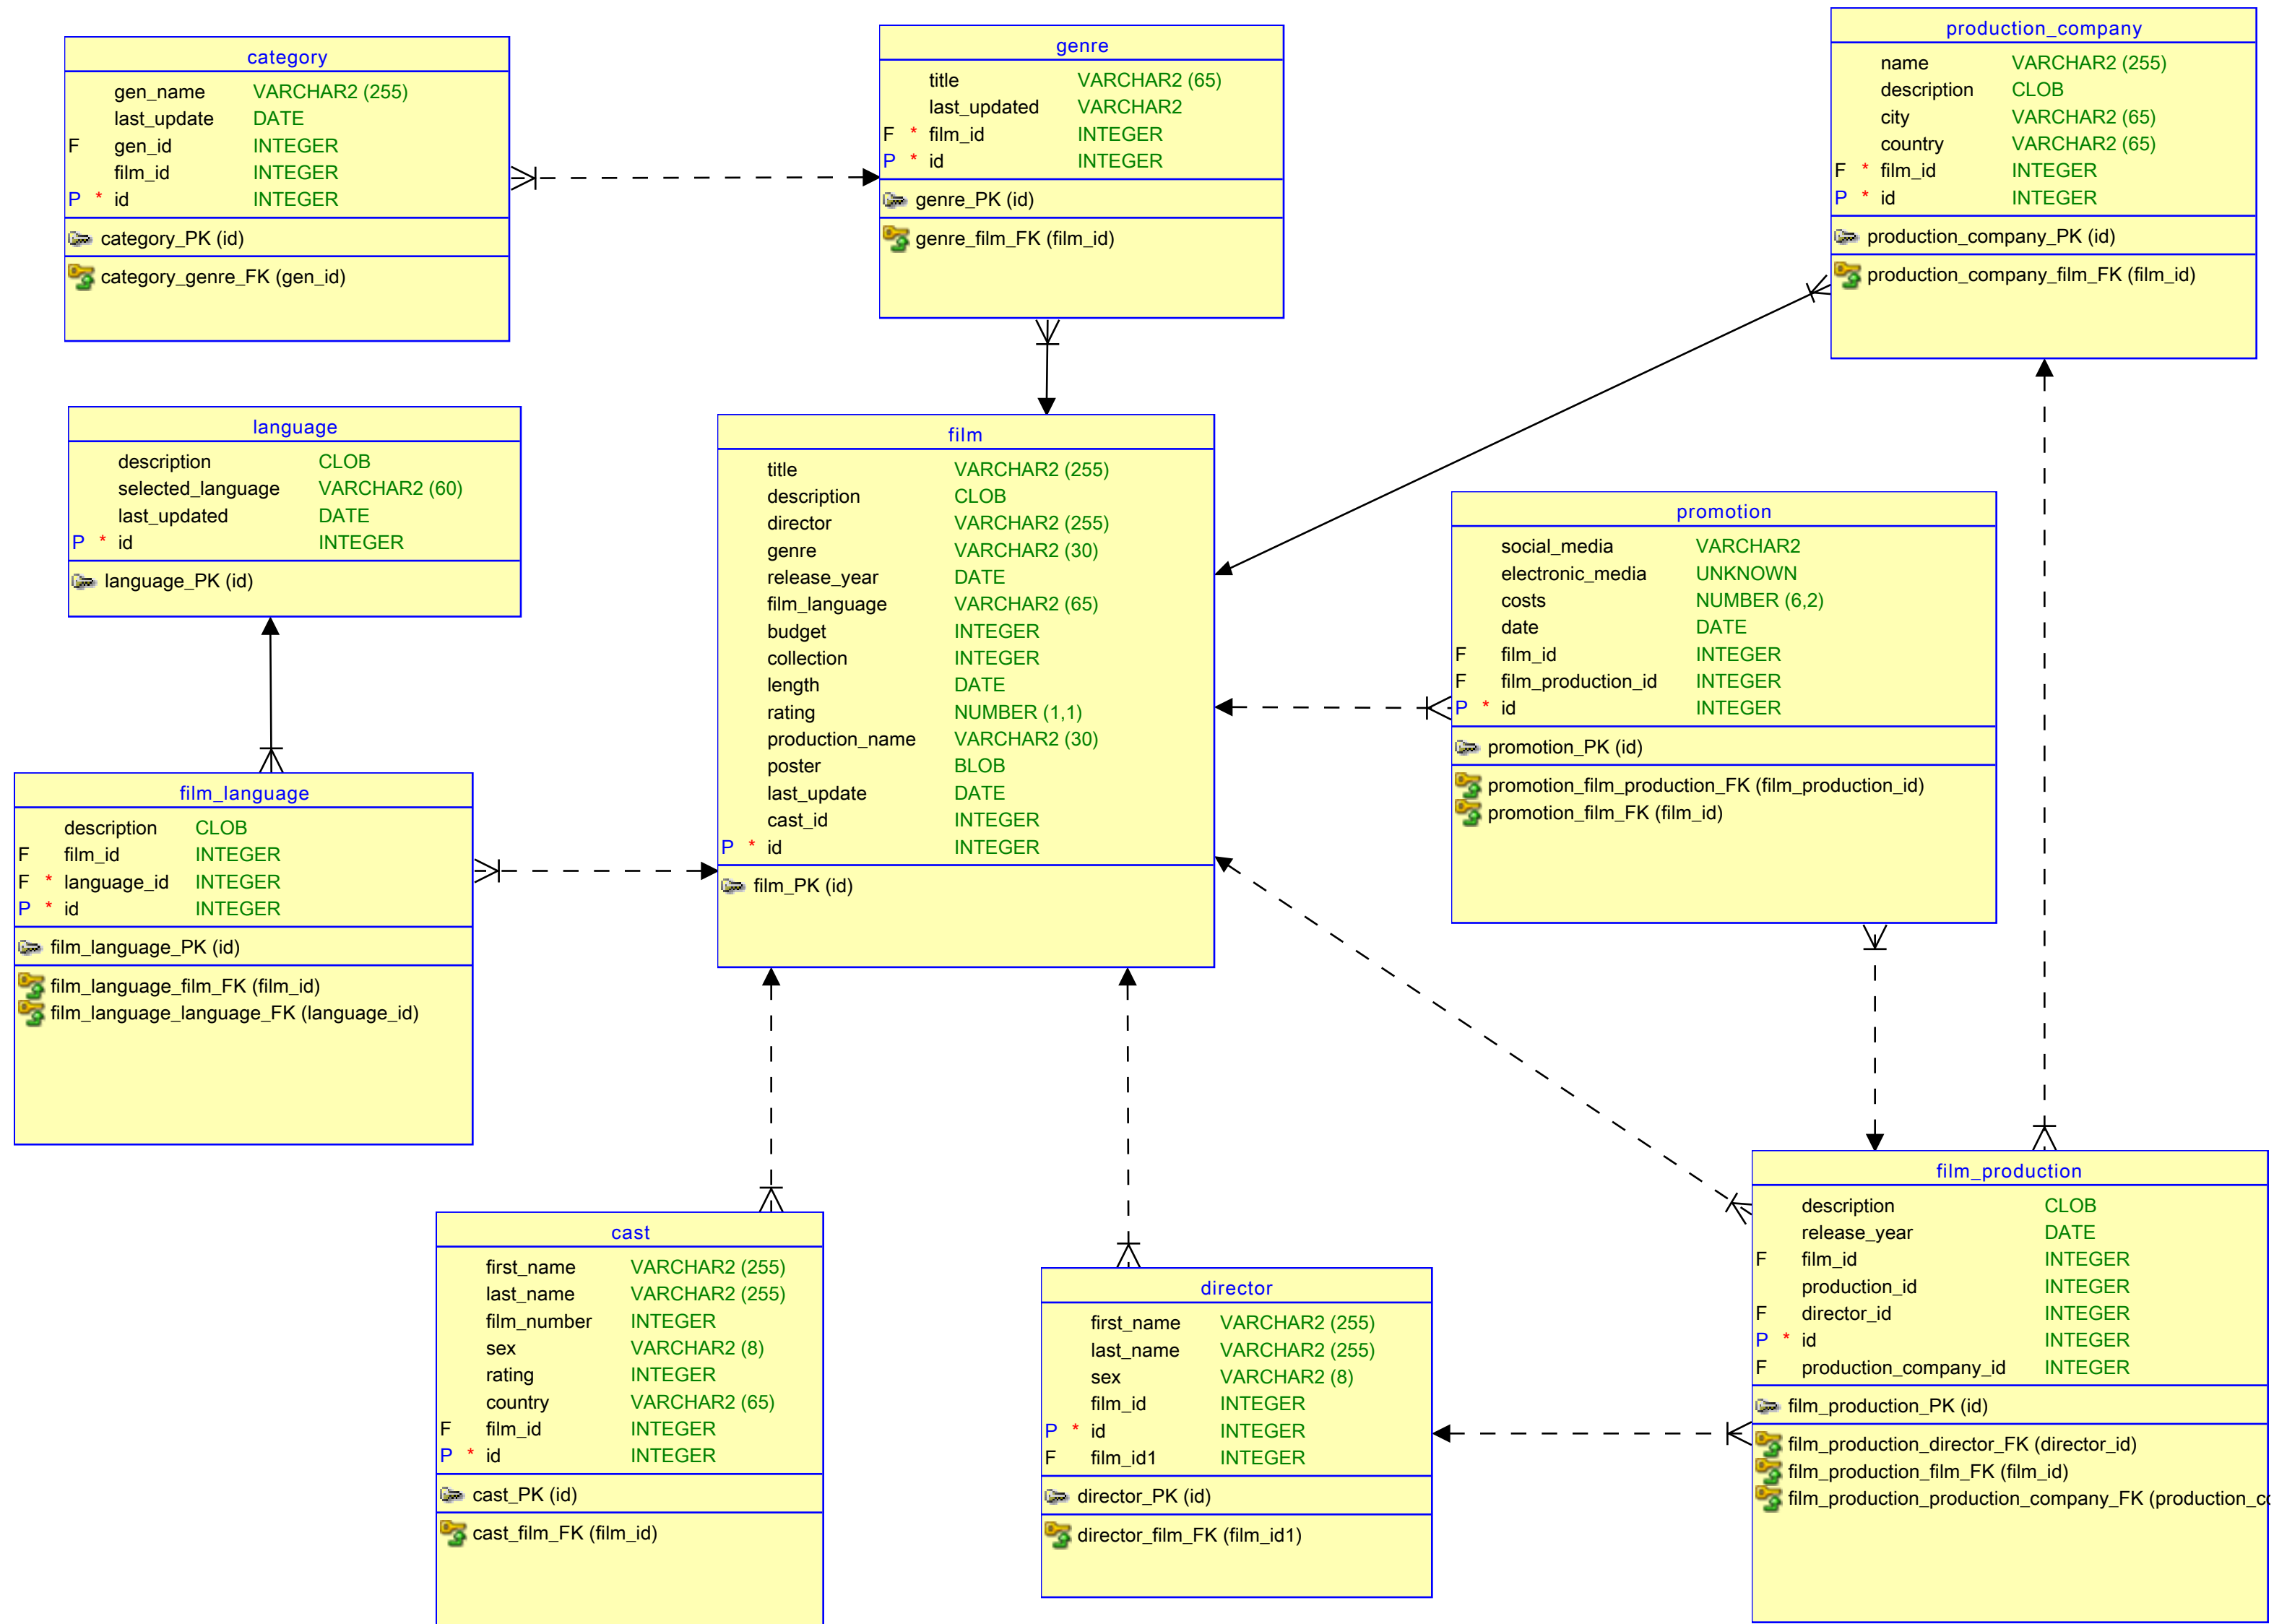 category
gen_name VARCHAR2 (255)
last_update DATE
F gen_id INTEGER
film_id INTEGER
P * id INTEGER
category_PK (id)
category_genre_FK (gen_id)
genre
title VARCHAR2 (65)
last_updated VARCHAR2
F * film_id INTEGER
P * id INTEGER
genre_PK (id)
genre_film_FK (film_id)
production_company
name VARCHAR2 (255)
description CLOB
city VARCHAR2 (65)
country VARCHAR2 (65)
F * film_id INTEGER
P * id INTEGER
production_company_PK (id)
production_company_film_FK (film_id)
language
description CLOB
selected_language VARCHAR2 (60)
last_updated DATE
P * id INTEGER
language_PK (id)
film
title VARCHAR2 (255)
description CLOB
director VARCHAR2 (255)
genre VARCHAR2 (30)
release_year DATE
film_language VARCHAR2 (65)
budget INTEGER
collection INTEGER
length DATE
rating NUMBER (1,1)
production_name VARCHAR2 (30)
poster BLOB
last_update DATE
cast_id INTEGER
P * id INTEGER
film_PK (id)
promotion
social_media VARCHAR2
electronic_media UNKNOWN
costs NUMBER (6,2)
date DATE
F film_id INTEGER
F film_production_id INTEGER
P * id INTEGER
promotion_PK (id)
promotion_film_production_FK (film_production_id)
promotion_film_FK (film_id)
film_language
description CLOB
F film_id INTEGER
F * language_id INTEGER
P * id INTEGER
film_language_PK (id)
film_language_film_FK (film_id)
film_language_language_FK (language_id)
cast
first_name VARCHAR2 (255)
last_name VARCHAR2 (255)
film_number INTEGER
sex VARCHAR2 (8)
rating INTEGER
country VARCHAR2 (65)
F film_id INTEGER
P * id INTEGER
cast_PK (id)
cast_film_FK (film_id)
director
first_name VARCHAR2 (255)
last_name VARCHAR2 (255)
sex VARCHAR2 (8)
film_id INTEGER
P * id INTEGER
F film_id1 INTEGER
director_PK (id)
director_film_FK (film_id1)
film_production
description CLOB
release_year DATE
F film_id INTEGER
production_id INTEGER
F director_id INTEGER
P * id INTEGER
F production_company_id INTEGER
film_production_PK (id)
film_production_director_FK (director_id)
film_production_film_FK (film_id)
film_production_production_company_FK